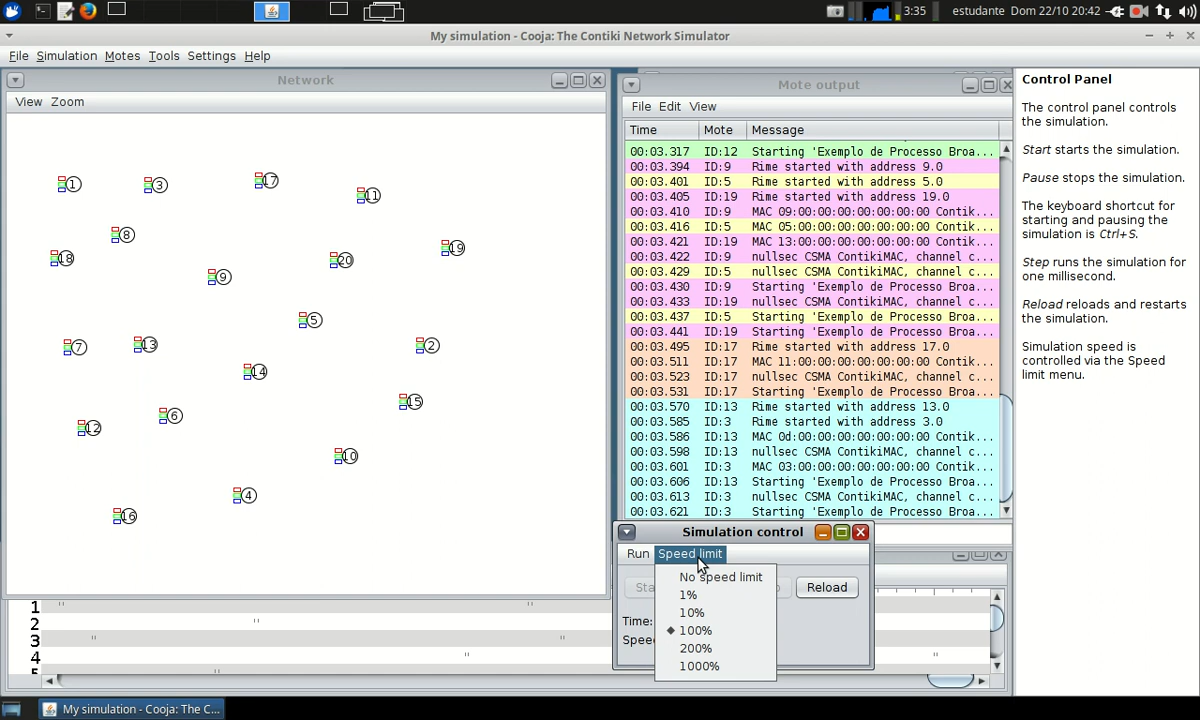 3:35 estudante Dom 22/10 20:42
My simulation - Cooja: The Contiki Network Simulator
File Simulation Motes Tools Settings Help
Network
View Zoom
1
3
17
11
8
18
9
20
19
5
7
13
2
14
15
6
12
10
4
16
Mote output
File Edit View
Time Mote Message
00:03.317 ID:12 Starting 'Exemplo de Processo Broa...
00:03.394 ID:9 Rime started with address 9.0
00:03.401 ID:5 Rime started with address 5.0
00:03.405 ID:19 Rime started with address 19.0
00:03.410 ID:9 MAC 09:00:00:00:00:00:00:00 Contik...
00:03.416 ID:5 MAC 05:00:00:00:00:00:00:00 Contik...
00:03.421 ID:19 MAC 13:00:00:00:00:00:00:00 Contik...
00:03.422 ID:9 nullsec CSMA ContikiMAC, channel c...
00:03.429 ID:5 nullsec CSMA ContikiMAC, channel c...
00:03.430 ID:9 Starting 'Exemplo de Processo Broa...
00:03.433 ID:19 nullsec CSMA ContikiMAC, channel c...
00:03.437 ID:5 Starting 'Exemplo de Processo Broa...
00:03.441 ID:19 Starting 'Exemplo de Processo Broa...
00:03.495 ID:17 Rime started with address 17.0
00:03.511 ID:17 MAC 11:00:00:00:00:00:00:00 Contik...
00:03.523 ID:17 nullsec CSMA ContikiMAC, channel c...
00:03.531 ID:17 Starting 'Exemplo de Processo Broa...
00:03.570 ID:13 Rime started with address 13.0
00:03.585 ID:3 Rime started with address 3.0
00:03.586 ID:13 MAC 0d:00:00:00:00:00:00:00 Contik...
00:03.598 ID:13 nullsec CSMA ContikiMAC, channel c...
00:03.601 ID:3 MAC 03:00:00:00:00:00:00:00 Contik...
00:03.606 ID:13 Starting 'Exemplo de Processo Broa...
00:03.613 ID:3 nullsec CSMA ContikiMAC, channel c...
00:03.621 ID:3 Starting 'Exemplo de Processo Broa...
Control Panel
The control panel controls
the simulation.
Start starts the simulation.
Pause stops the simulation.
The keyboard shortcut for
starting and pausing the
simulation is Ctrl+S.
Step runs the simulation for
one millisecond.
Reload reloads and restarts
the simulation.
Simulation speed is
controlled via the Speed
limit menu.
Simulation control
Run Speed limit
No speed limit
1%
10%
100%
200%
1000%
Reload
Time:
1
2
3
4
My simulation - Cooja: The C...